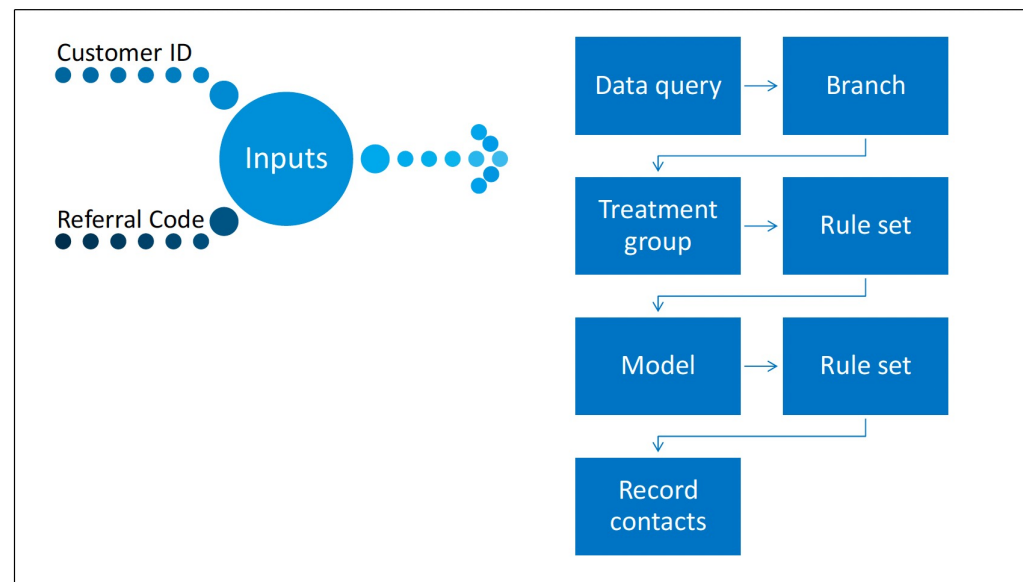 Customer ID
Inputs
Referral Code
Data query
Branch
Treatment
group
Rule set
Model
Rule set
Record
contacts